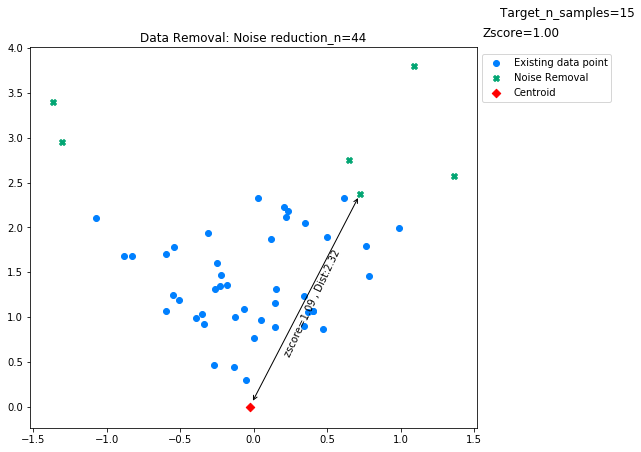 Target_n_samples=15
Zscore=1.00
Data Removal: Noise reduction_n=44
Existing data point
Noise Removal
Centroid
zscore=1.09 , Dist:2.32
4.0
3.5
3.0
2.5
2.0
1.5
1.0
0.5
0.0
−1.5 −1.0 −0.5 0.0 0.5 1.0 1.5